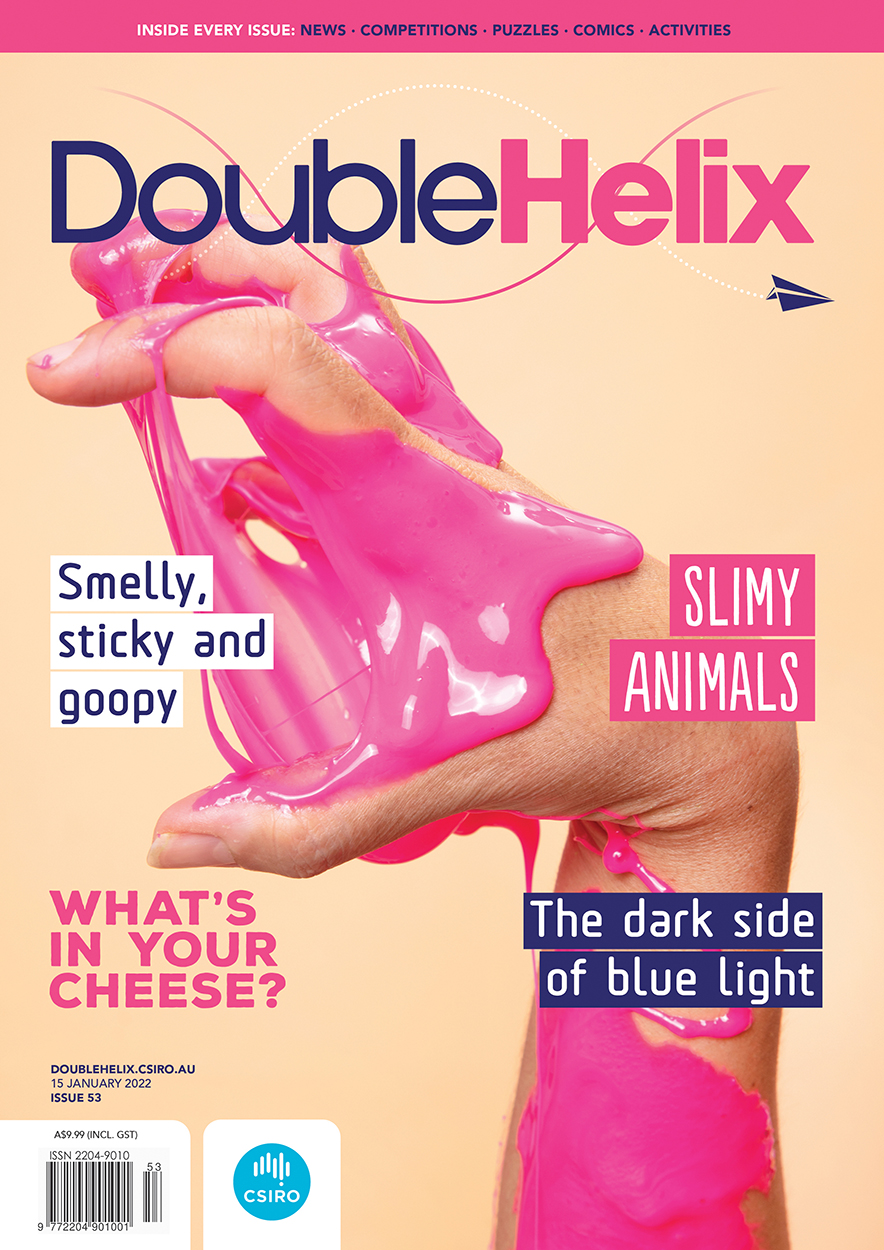 INSIDE EVERY ISSUE: NEWS · COMPETITIONS · PUZZLES · COMICS · ACTIVITIES
DoubleHelix
Smelly,
sticky and
goopy
SLIMY
ANIMALS
WHAT'S
IN YOUR
CHEESE?
The dark side
of blue light
DOUBLEHELIX.CSIRO.AU
15 JANUARY 2022
ISSUE 53
A$9.99 (INCL. GST)
ISSN 2204-9010
53
9 772204 901001
CSIRO